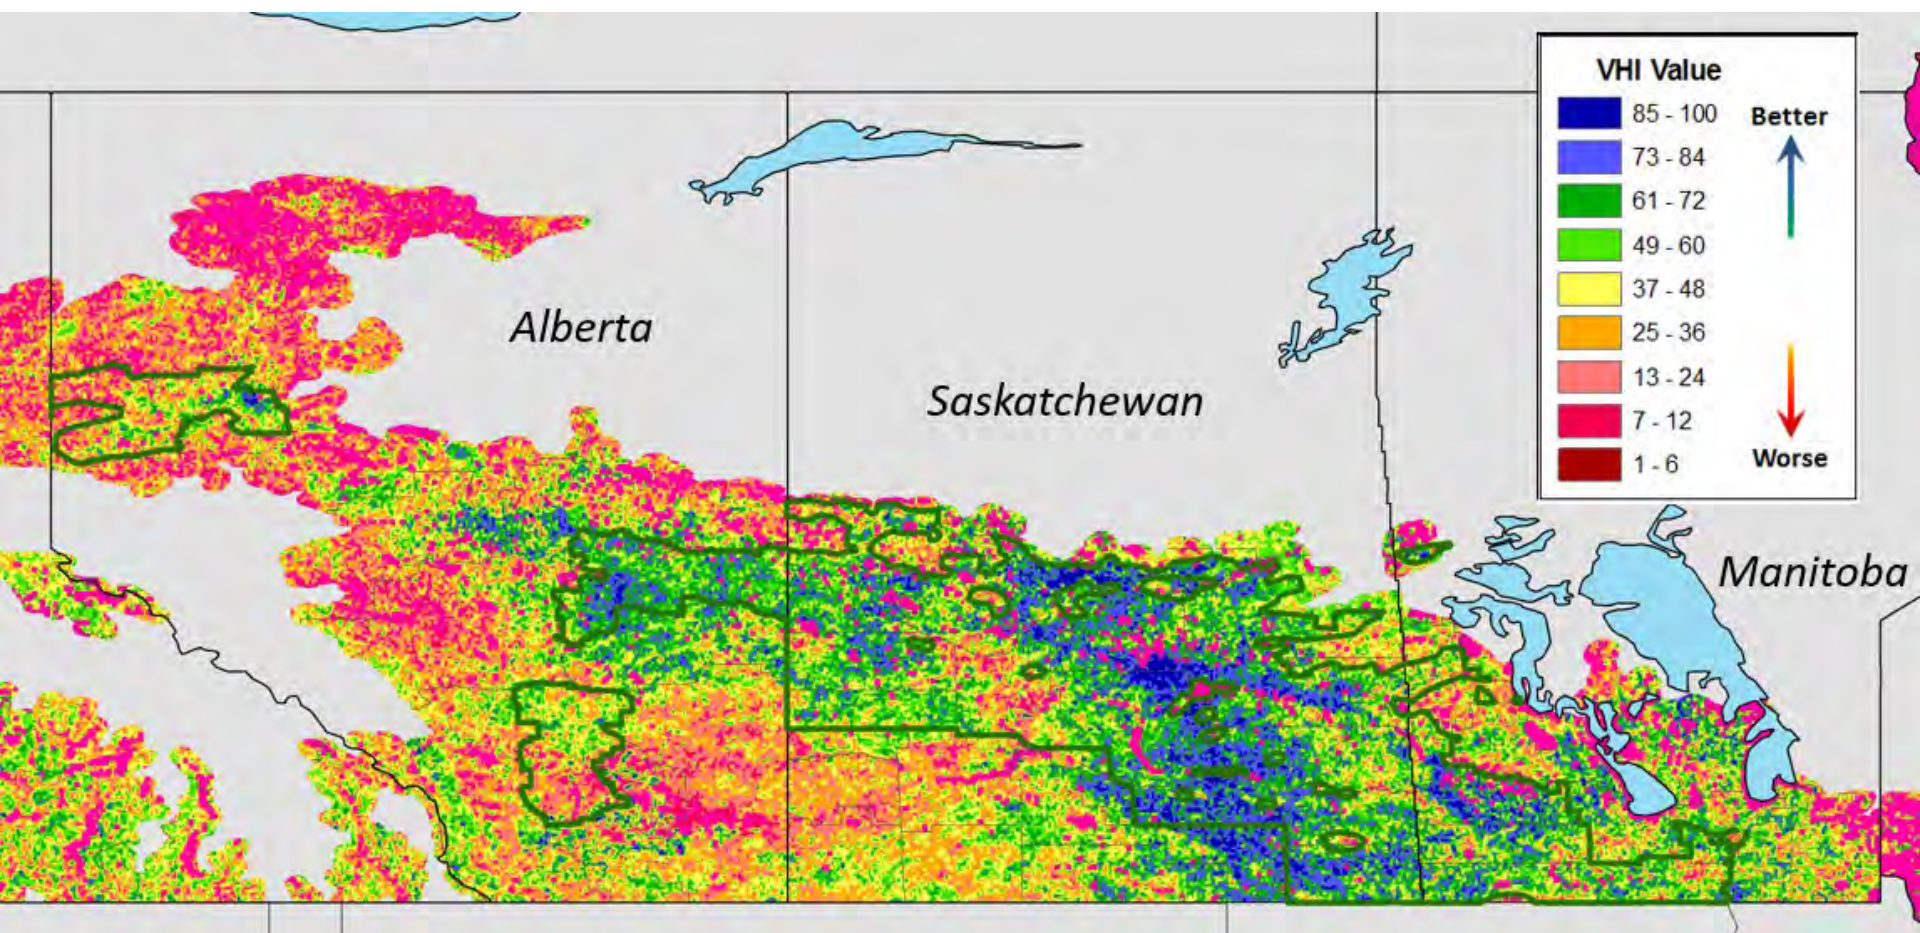 VHI Value
85 - 100
Better
73 - 84
61 - 72
49 - 60
37 - 48
25 - 36
13 - 24
7 - 12
1 - 6
Worse
Alberta
Saskatchewan
Manitoba